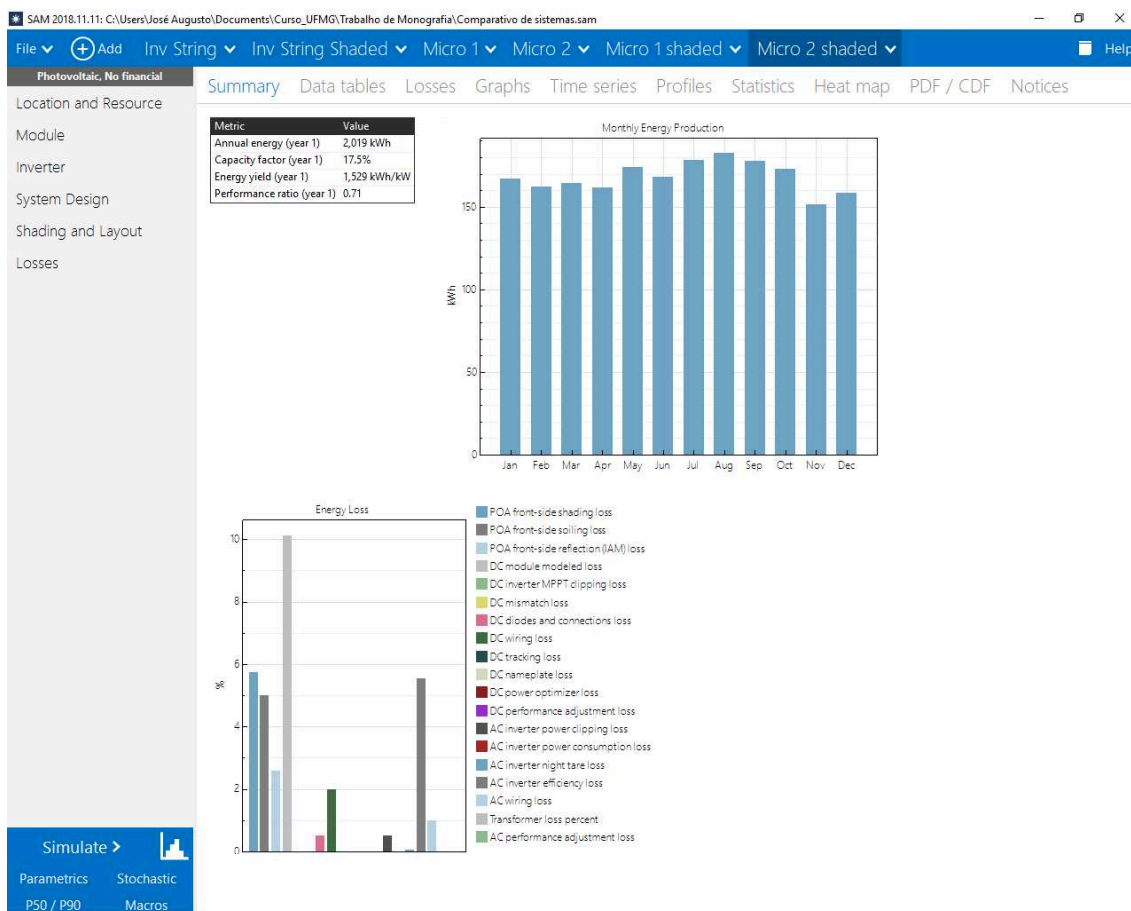 SAM 2018.11.11: C:\Users\José Augusto\Documents\Curso_UFMG\Trabalho de Monografia\Comparativo de sistemas.sam
File Add Inv String Inv String Shaded Micro 1 Micro 2 Micro 1 shaded Micro 2 shaded Help
Photovoltaic, No financial
Location and Resource
Module
Inverter
System Design
Shading and Layout
Losses
Summary Data tables Losses Graphs Time series Profiles Statistics Heat map PDF / CDF Notices
Metric Value
Annual energy (year 1) 2,019 kWh
Capacity factor (year 1) 17.5%
Energy yield (year 1) 1,529 kWh/kW
Performance ratio (year 1) 0.71
Monthly Energy Production
kWh
150
100
50
0
Jan Feb Mar Apr May Jun Jul Aug Sep Oct Nov Dec
Energy Loss
%
10
8
6
4
2
0
POA front-side shading loss
POA front-side soiling loss
POA front-side reflection (IAM) loss
DC module modeled loss
DC inverter MPPT clipping loss
DC mismatch loss
DC diodes and connections loss
DC wiring loss
DC tracking loss
DC nameplate loss
DC power optimizer loss
DC performance adjustment loss
AC inverter power clipping loss
AC inverter power consumption loss
AC inverter night tare loss
AC inverter efficiency loss
AC wiring loss
Transformer loss percent
AC performance adjustment loss
Simulate >
Parametrics Stochastic
P50 / P90 Macros